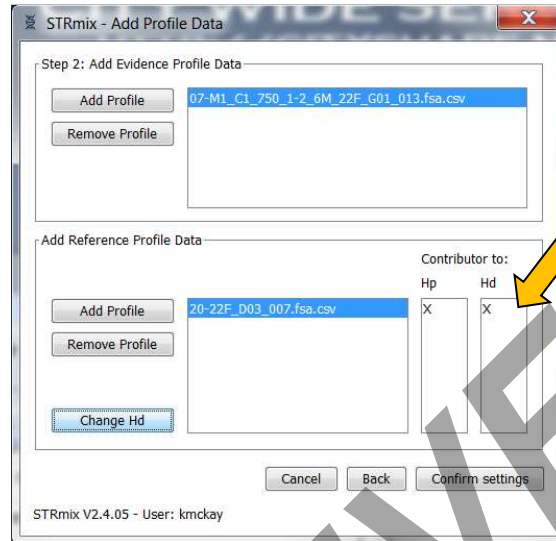 STRmix - Add Profile Data
Step 2: Add Evidence Profile Data
Add Profile
07-M1_C1_750_1-2_6M_22F_G01_013.fsa.csv
Remove Profile
Add Reference Profile Data
Contributor to:
Hp Hd
Add Profile
20-22F_D03_007.fsa.csv
X X
Remove Profile
Change Hd
Cancel Back Confirm settings
STRmix V2.4.05 - User: kmckay